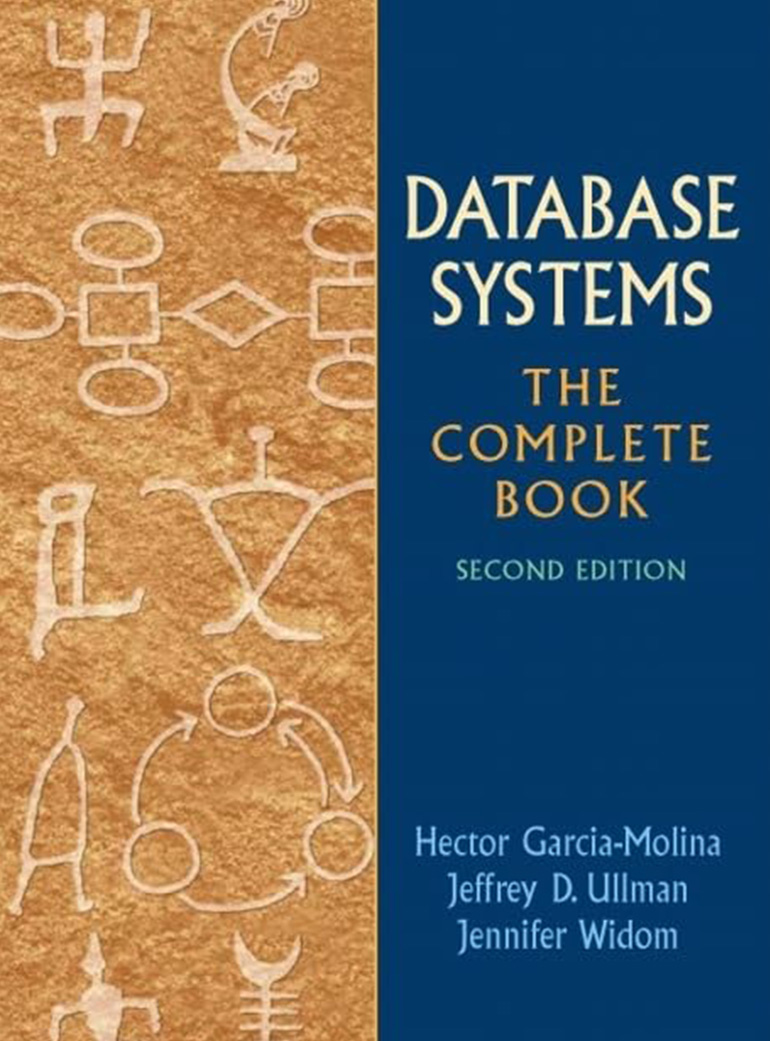 DATABASE
SYSTEMS
THE
COMPLETE
BOOK
SECOND EDITION
Hector Garcia-Molina
Jeffrey D. Ullman
Jennifer Widom